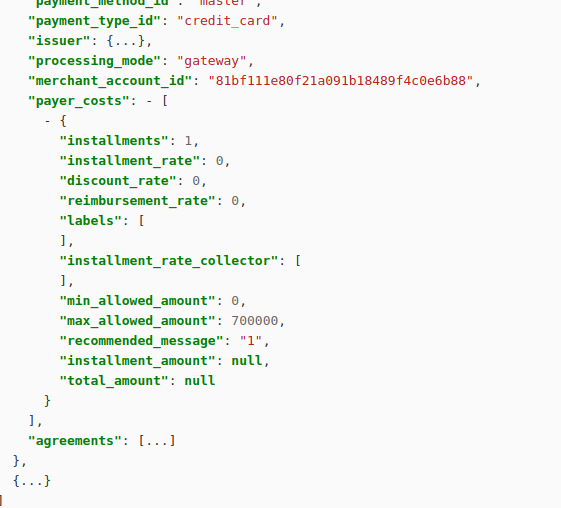 "payment_method_id": "master",
"payment_type_id": "credit_card",
"issuer": {...},
"processing_mode": "gateway",
"merchant_account_id": "81bf111e80f21a091b18489f4c0e6b88",
"payer_costs": - [
- {
"installments": 1,
"installment_rate": 0,
"discount_rate": 0,
"reimbursement_rate": 0,
"labels": [
],
"installment_rate_collector": [
],
"min_allowed_amount": 0,
"max_allowed_amount": 700000,
"recommended_message": "1",
"installment_amount": null,
"total_amount": null
}
],
"agreements": [...]
},
{...}
]